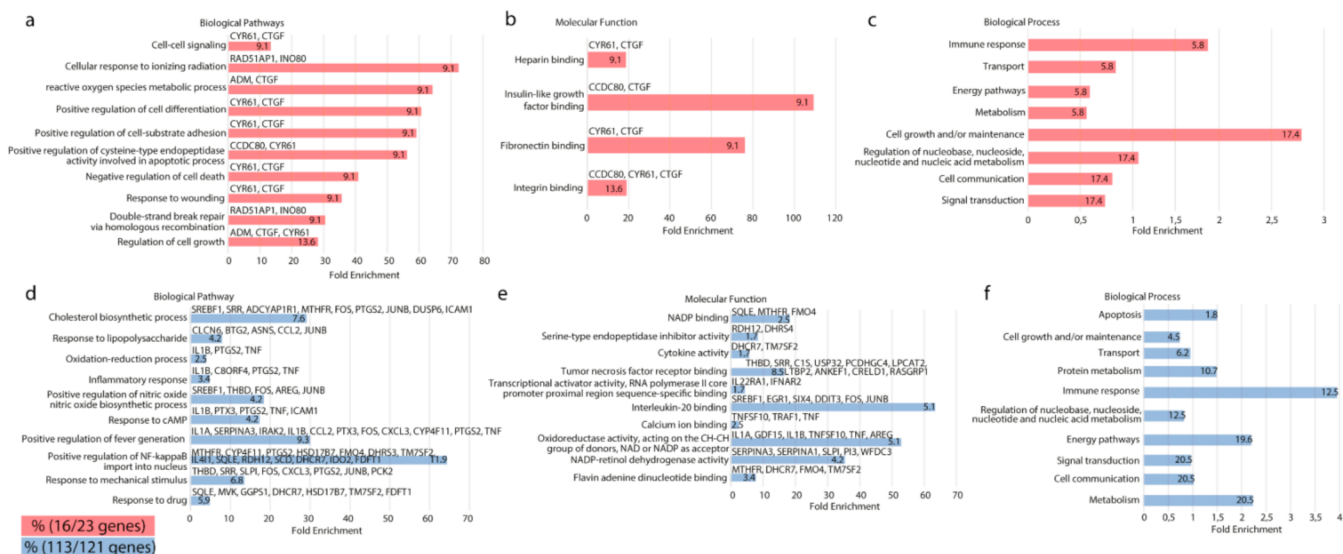 a
Biological Pathways
Cell-cell signaling
CYR61, CTGF
9.1
Cellular response to ionizing radiation
RAD51AP1, INO80
9.1
reactive oxygen species metabolic process
ADM, CTGF
9.1
Positive regulation of cell differentiation
CYR61, CTGF
9.1
Positive regulation of cell-substrate adhesion
CYR61, CTGF
9.1
Positive regulation of cysteine-type endopeptidase
activity involved in apoptotic process
CCDC80, CYR61
9.1
Negative regulation of cell death
CYR61, CTGF
9.1
Response to wounding
CYR61, CTGF
9.1
Double-strand break repair
via homologous recombination
RAD51AP1, INO80
9.1
Regulation of cell growth
ADM, CTGF, CYR61
13.6
0 10 20 30 40 50 60 70 80
Fold Enrichment
b
Molecular Function
Heparin binding
CYR61, CTGF
9.1
Insulin-like growth
factor binding
CCDC80, CTGF
9.1
Fibronectin binding
CYR61, CTGF
9.1
Integrin binding
CCDC80, CYR61, CTGF
13.6
0 20 40 60 80 100 120
Fold Enrichment
c
Biological Process
Immune response
5.8
Transport
5.8
Energy pathways
5.8
Metabolism
5.8
Cell growth and/or maintenance
17.4
Regulation of nucleobase, nucleoside,
nucleotide and nucleic acid metabolism
17.4
Cell communication
17.4
Signal transduction
17.4
0 0,5 1 1,5 2 2,5 3
Fold Enrichment
d
Biological Pathway
Cholesterol biosynthetic process
SREBF1, SRR, ADCYAP1R1, MTHFR, FOS, PTGS2, JUNB, DUSP6, ICAM1
7.6
Response to lipopolysaccharide
CLCN6, BTG2, ASNS, CCL2, JUNB
4.2
Oxidation-reduction process
IL1B, PTGS2, TNF
2.5
Inflammatory response
IL1B, C8ORF4, PTGS2, TNF
3.4
Positive regulation of nitric oxide
nitric oxide biosynthetic process
SREBF1, THBD, FOS, AREG, JUNB
4.2
Response to cAMP
IL1B, PTX3, PTGS2, TNF, ICAM1
4.2
Positive regulation of fever generation
IL1A, SERPINA3, IRAK2, IL1B, CCL2, PTX3, FOS, CXCL3, CYP4F11, PTGS2, TNF
9.3
Positive regulation of NF-kappaB
import into nucleus
MTHFR, CYP4F11, PTGS2, HSD17B7, FMO4, DHRS3, TM7SF2,
IL4I1, SQLE, RDH12, SCD, DHCR7, IDO2, FDFT1
11.9
Response to mechanical stimulus
THBD, SRR, SLPI, FOS, CXCL3, PTGS2, JUNB, PCK2
6.8
Response to drug
SQLE, MVK, GGPS1, DHCR7, HSD17B7, TM7SF2, FDFT1
5.9
0 10 20 30 40 50 60 70
Fold Enrichment
e
Molecular Function
NADP binding
SQLE, MTHFR, FMO4
2.5
Serine-type endopeptidase inhibitor activity
RDH12, DHRS4
1.7
Cytokine activity
DHCR7, TM7SF2
1.7
Tumor necrosis factor receptor binding
THBD, SRR, C1S, USP32, PCDHGC4, LPCAT2,
8.5
LTBP2, ANKEF1, CRELD1, RASGRP1
Transcriptional activator activity, RNA polymerase II core
promoter proximal region sequence-specific binding
IL22RA1, IFNAR2
1.7
Interleukin-20 binding
SREBF1, EGR1, SIX4, DDIT3, FOS, JUNB
5.1
Calcium ion binding
TNFSF10, TRAF1, TNF
2.5
Oxidoreductase activity, acting on the CH-CH
group of donors, NAD or NADP as acceptor
IL1A, GDF15, IL1B, TNFSF10, TNF, AREG
5.1
NADP-retinol dehydrogenase activity
SERPINA3, SERPINA1, SLPI, PI3, WFDC3
4.2
Flavin adenine dinucleotide binding
MTHFR, DHCR7, FMO4, TM7SF2
3.4
0 10 20 30 40 50 60 70
Fold Enrichment
f
Biological Process
Apoptosis
1.8
Cell growth and/or maintenance
4.5
Transport
6.2
Protein metabolism
10.7
Immune response
12.5
Regulation of nucleobase, nucleoside,
nucleotide and nucleic acid metabolism
12.5
Energy pathways
19.6
Signal transduction
20.5
Cell communication
20.5
Metabolism
20.5
0 0,5 1 1,5 2 2,5 3 3,5 4
Fold Enrichment
% (16/23 genes)
% (113/121 genes)